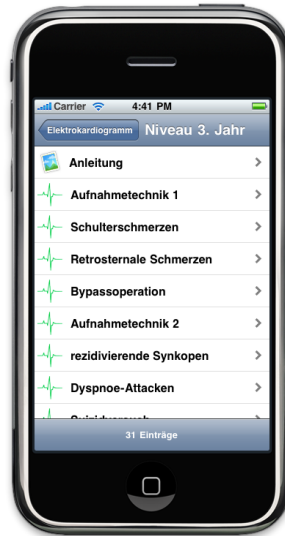 Carrier 4:41 PM
Elektrokardiogramm Niveau 3. Jahr
Anleitung
Aufnahmetechnik 1
Schulterschmerzen
Retrosternale Schmerzen
Bypassoperation
Aufnahmetechnik 2
rezidivierende Synkopen
Dyspnoe-Attacken
31 Einträge